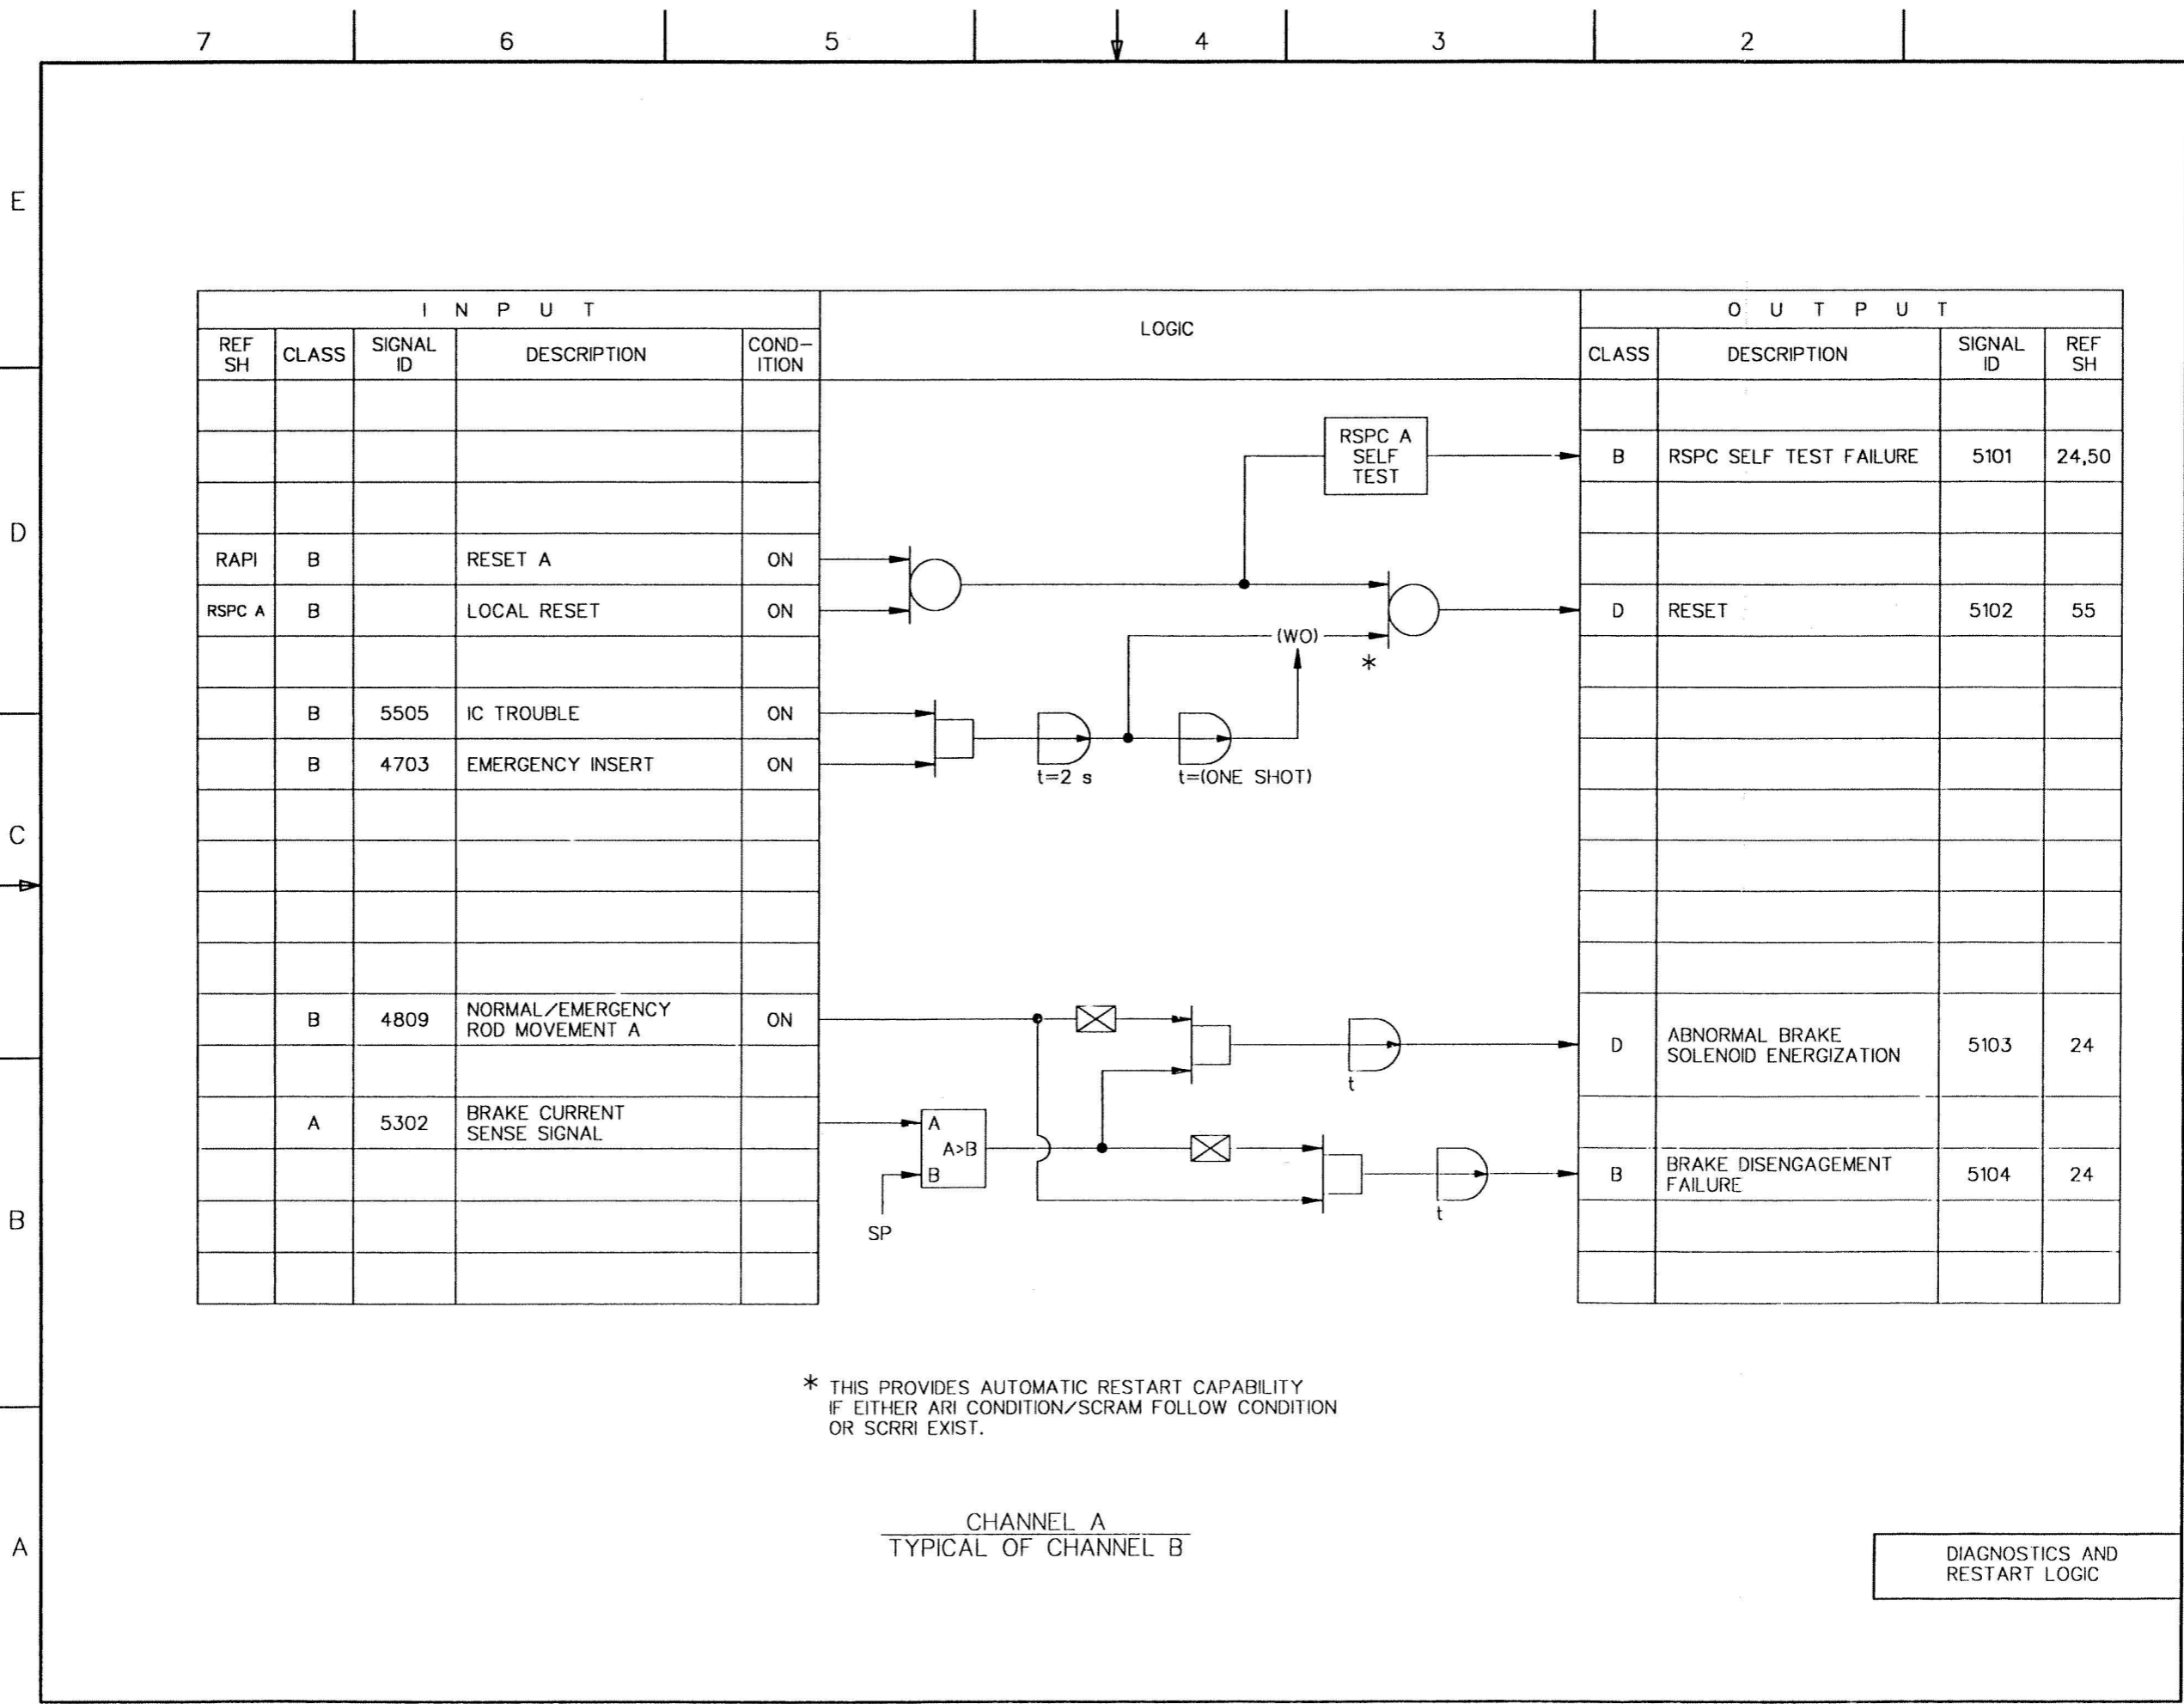 7 6 5 4 3 2
E
D
C
B
A
INPUT
LOGIC
OUTPUT
REF SH
CLASS
SIGNAL ID
DESCRIPTION
COND-ITION
CLASS
DESCRIPTION
SIGNAL ID
REF SH
RSPC A
SELF
TEST
B RSPC SELF TEST FAILURE 5101 24,50
RAPI B RESET A ON
RSPC A B LOCAL RESET ON
D RESET 5102 55
(WO)
*
B 5505 IC TROUBLE ON
B 4703 EMERGENCY INSERT ON
t=2 s
t=(ONE SHOT)
B 4809 NORMAL/EMERGENCY
ROD MOVEMENT A
ON
D ABNORMAL BRAKE
SOLENOID ENERGIZATION
5103 24
t
A 5302 BRAKE CURRENT
SENSE SIGNAL
A
A>B
B
SP
B BRAKE DISENGAGEMENT
FAILURE
5104 24
t
* THIS PROVIDES AUTOMATIC RESTART CAPABILITY
IF EITHER ARI CONDITION/SCRAM FOLLOW CONDITION
OR SCRRI EXIST.
CHANNEL A
TYPICAL OF CHANNEL B
DIAGNOSTICS AND
RESTART LOGIC